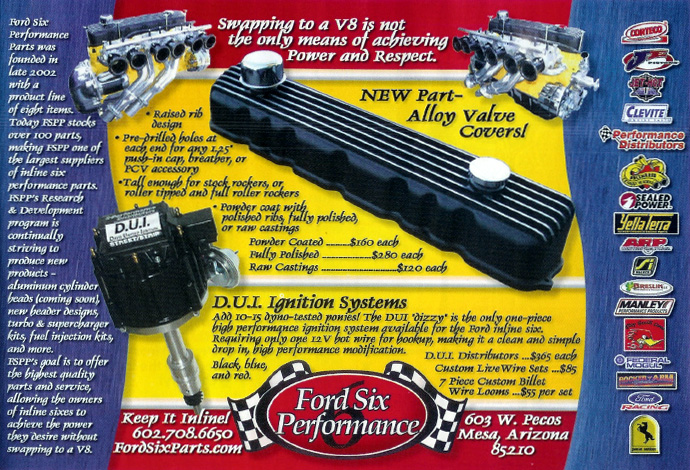 Ford Six
Performance
Parts was
founded in
late 2002
with a
product line
of eight items.
Today FSPP stocks
over 100 parts,
making FSPP one of
the largest suppliers
of inline six
performance parts.
FSPP's Research
& Development
program is
continually
striving to
produce new
products -
aluminum cylinder
heads (coming soon),
new header designs,
turbo & supercharger
kits, fuel injection kits,
and more.
FSPP's goal is to offer
the highest quality
parts and service,
allowing the owners
of inline sixes to
achieve the power
they desire without
swapping to a V8.
Swapping to a V8 is not
the only means of achieving
Power and Respect.
NEW Part-
Alloy Valve
Covers!
• Raised rib
design
• Pre-drilled holes at
each end for any 1.25"
push-in cap, breather, or
PCV accessory
• Tall enough for stock rockers, or
roller tipped and full roller rockers
• Powder coat with
polished ribs, fully polished,
or raw castings
Powder Coated ............$160 each
Fully Polished ............$280 each
Raw Castings ............$120 each
D.U.I.
D.U.I. Ignition Systems
Add 10-15 dyno-tested ponies! The DUI "dizzy" is the only one-piece
high performance ignition system available for the Ford inline six.
Requiring only one 12V hot wire for hookup, making it a clean and simple
drop in, high performance modification.
Black, blue,
and red.
D.U.I. Distributors ...$365 each
Custom LiveWire Sets ...$85
7 Piece Custom Billet
Wire Looms ...$55 per set
Keep It Inline!
602.708.6650
FordSixParts.com
Ford Six
6
Performance
603 W. Pecos
Mesa, Arizona
85210
CORTECO
CLEVITE
Performance
Distributors
SEALED
POWER
YellaTerra
ARP
MANLEY
PERFORMANCE PRODUCTS
FEDERAL
MOGUL
Ford
RACING